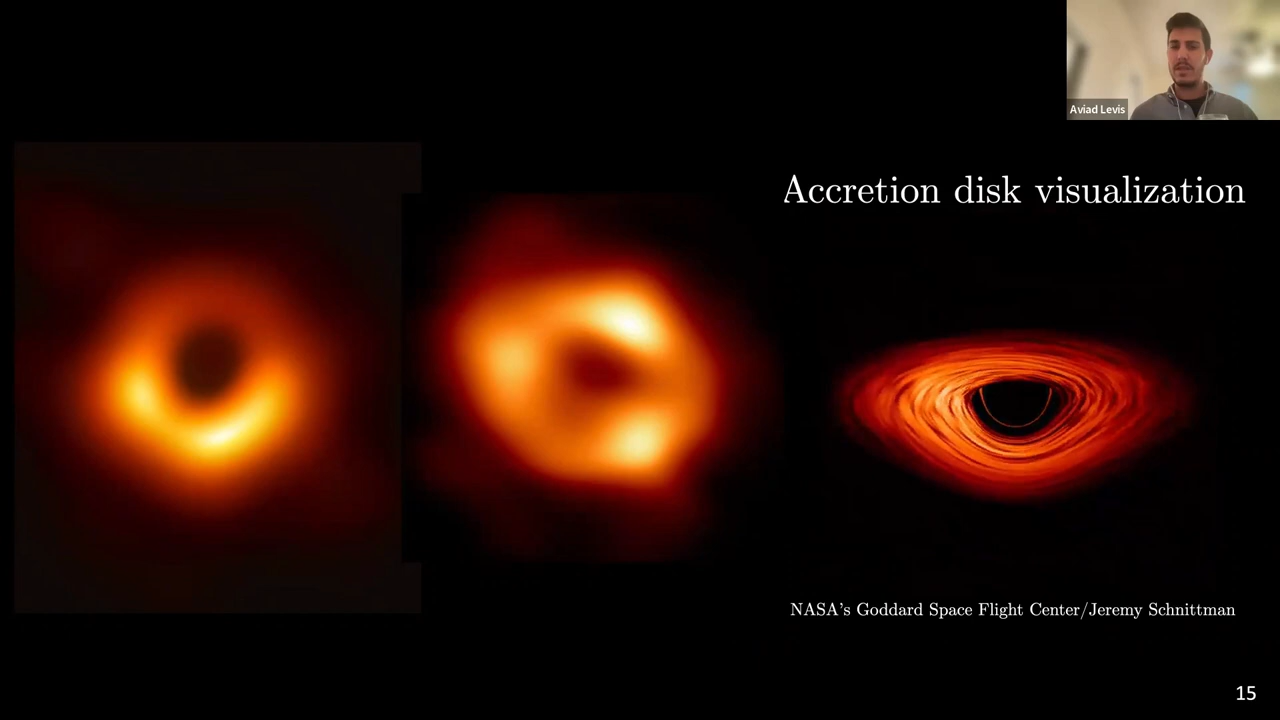 Aviad Levis
Accretion disk visualization
NASA's Goddard Space Flight Center/Jeremy Schnittman
15